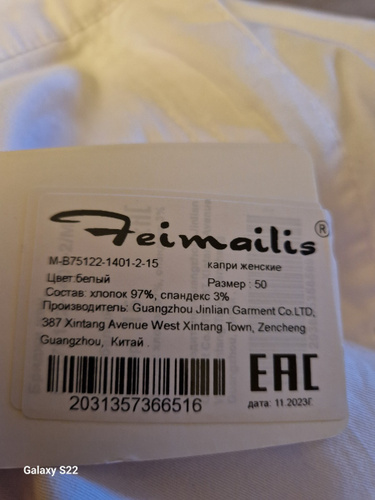 Feimailis®
M-B75122-1401-2-15 капри женские
Цвет:белый Размер : 50
Состав: хлопок 97%, спандекс 3%
Производитель: Guangzhou Jinlian Garment Co.LTD,
387 Xintang Avenue West Xintang Town, Zencheng
Guangzhou, Китай .
EAC
2031357366516
дата: 11.2023Г.
Galaxy S22